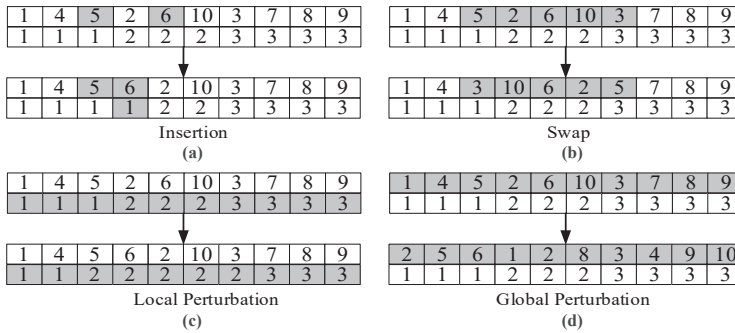 1 4 5 2 6 10 3 7 8 9
1 1 1 2 2 2 3 3 3 3
1 4 5 6 2 10 3 7 8 9
1 1 1 1 2 2 3 3 3 3
Insertion
(a)
1 4 5 2 6 10 3 7 8 9
1 1 1 2 2 2 3 3 3 3
1 4 3 10 6 2 5 7 8 9
1 1 1 2 2 2 3 3 3 3
Swap
(b)
1 4 5 2 6 10 3 7 8 9
1 1 1 2 2 2 3 3 3 3
1 4 5 6 2 10 3 7 8 9
1 1 2 2 2 2 2 3 3 3
Local Perturbation
(c)
1 4 5 2 6 10 3 7 8 9
1 1 1 2 2 2 3 3 3 3
2 5 6 1 2 8 3 4 9 10
1 1 1 2 2 2 3 3 3 3
Global Perturbation
(d)